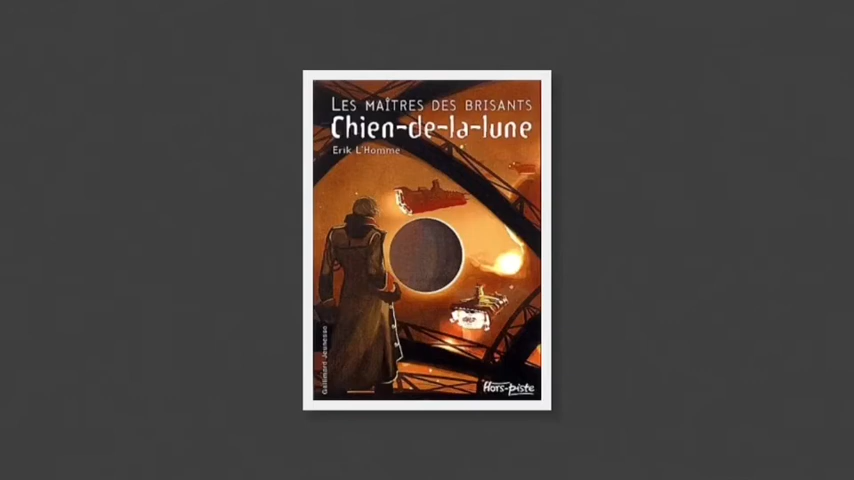 LES MAÎTRES DES BRISANTS
Chien-de-la-lune
Erik L'Homme
Gallimard Jeunesse
Hors-piste